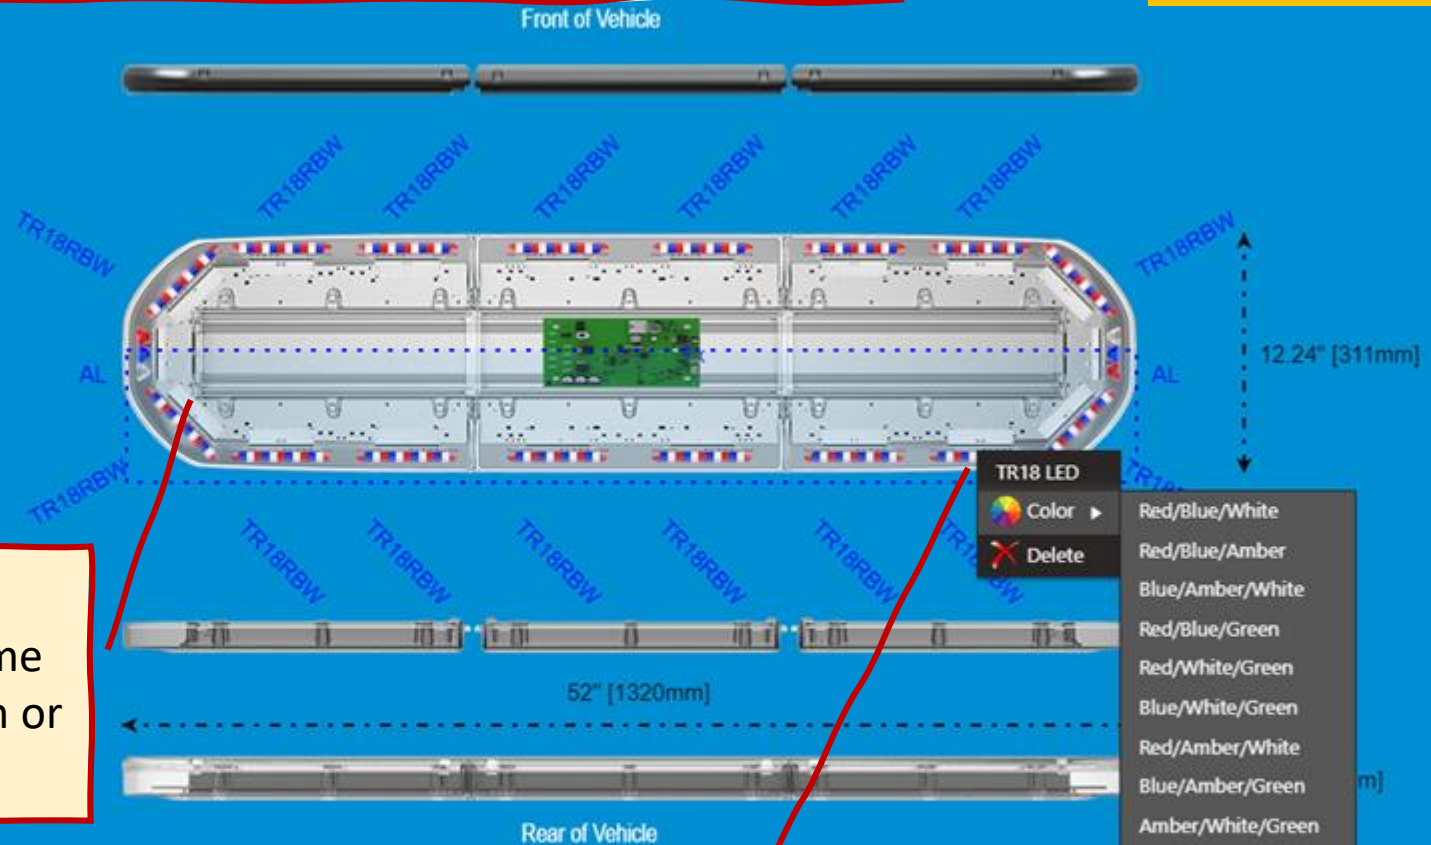 Front of Vehicle
TR18RBW
TR18RBW
TR18RBW
TR18RBW
TR18RBW
TR18RBW
TR18RBW
TR18RBW
12.24" [311mm]
AL
AL
TR18RBW
TR18 LED
Color
Delete
Red/Blue/White
Red/Blue/Amber
Blue/Amber/White
Red/Blue/Green
Red/White/Green
Blue/White/Green
Red/Amber/White
Blue/Amber/Green
Amber/White/Green
TR18RBW
TR18RBW
TR18RBW
TR18RBW
TR18RBW
me
n or
52" [1320mm]
m]
Rear of Vehicle